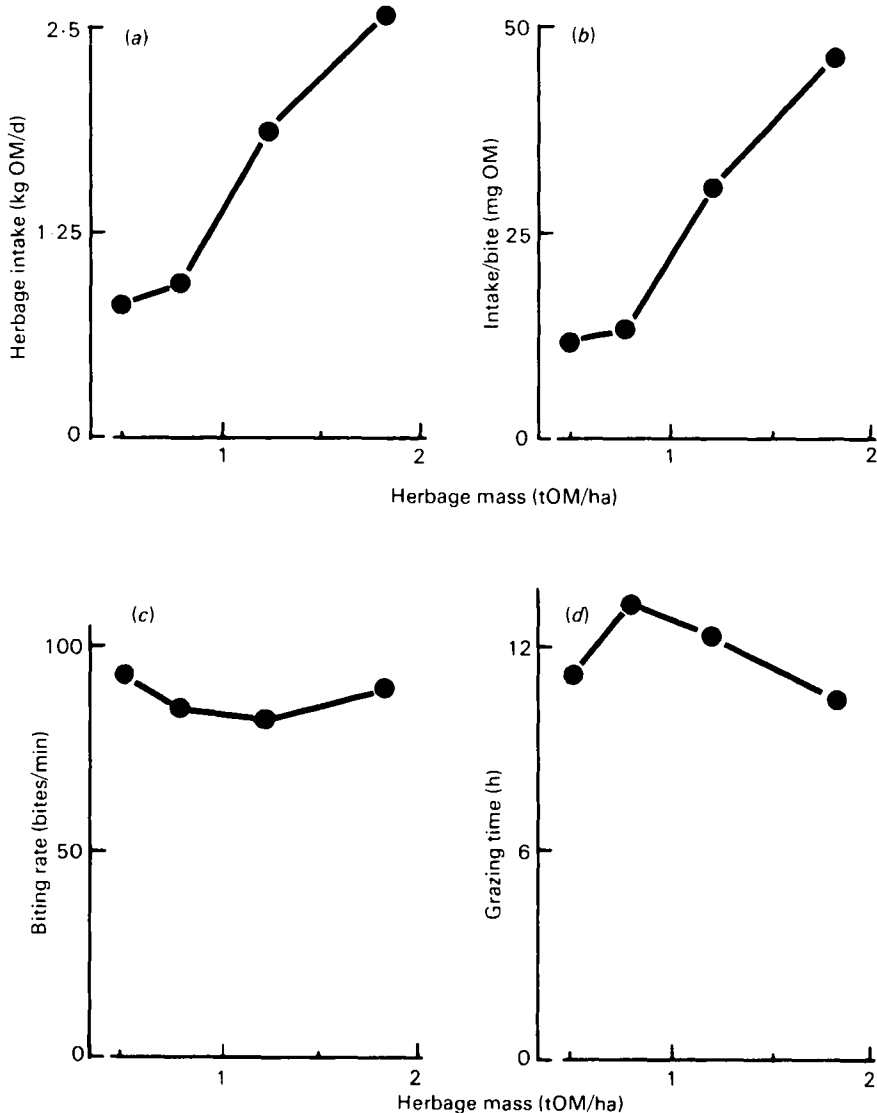 (a)
2·5
1·25
0
Herbage intake (kg OM/d)
1
2
(b)
50
25
0
Intake/bite (mg OM)
1
2
Herbage mass (tOM/ha)
(c)
100
50
0
Biting rate (bites/min)
1
2
(d)
12
6
0
Grazing time (h)
1
2
Herbage mass (tOM/ha)